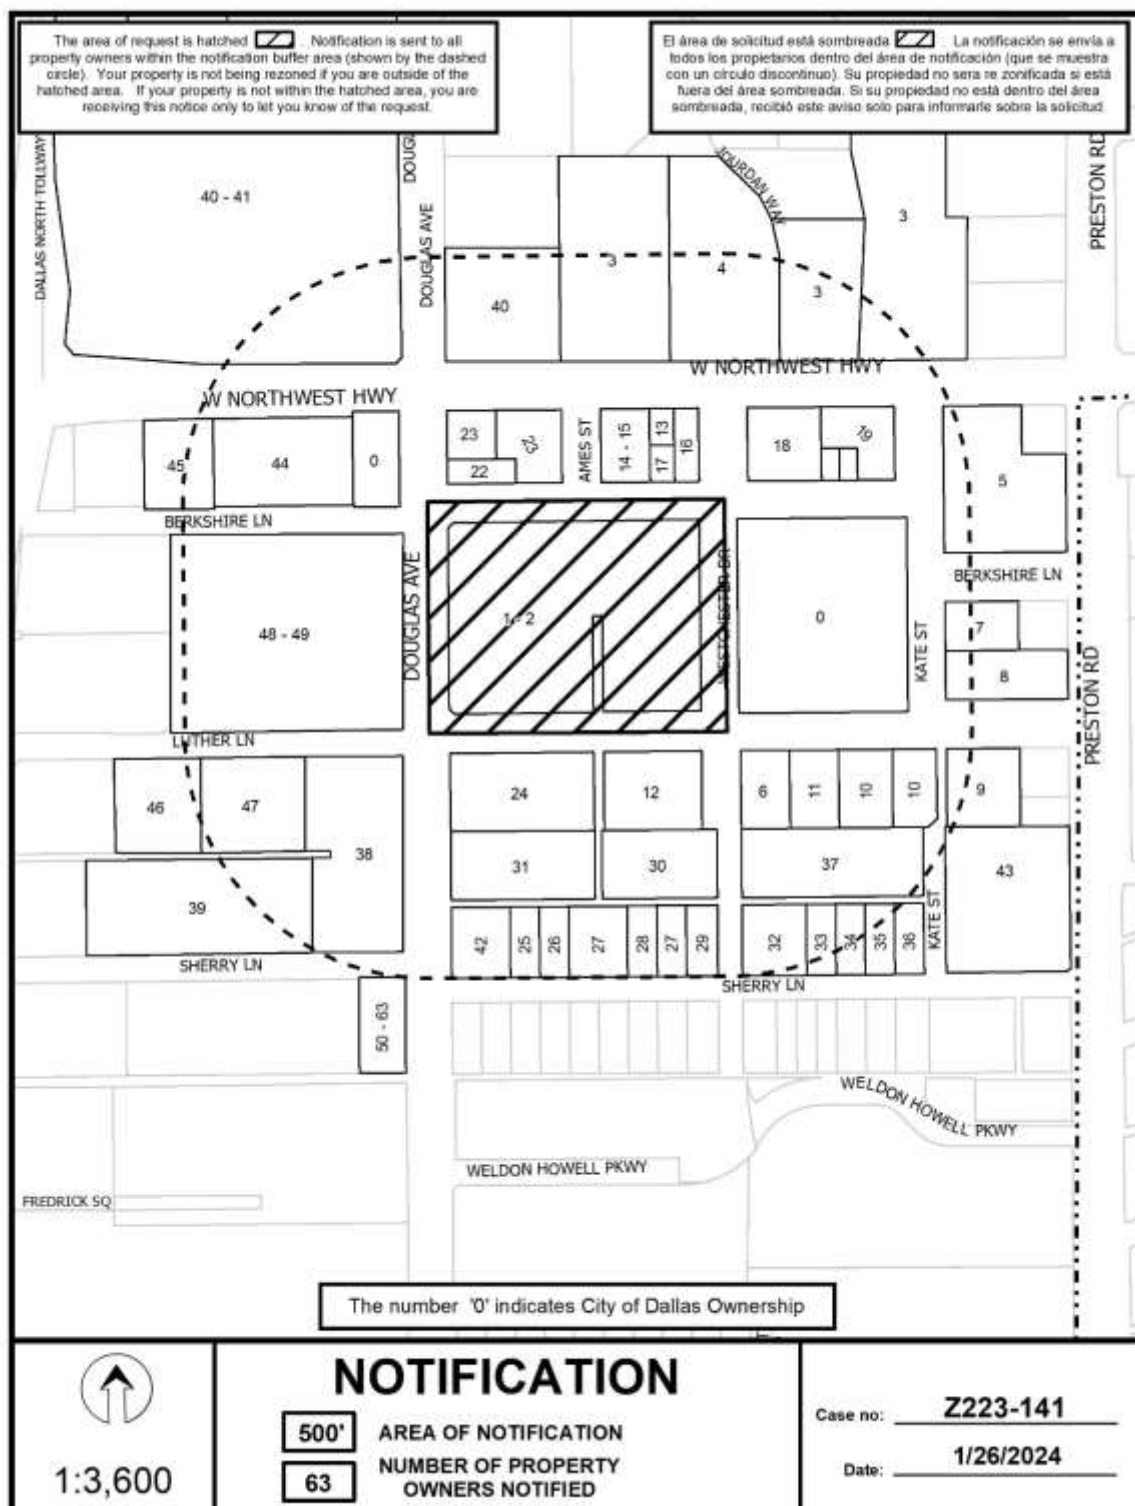 The area of request is hatched . Notification is sent to all
property owners within the notification buffer area (shown by the dashed
circle). Your property is not being rezoned if you are outside of the
hatched area. If your property is not within the hatched area, you are
receiving this notice only to let you know of the request.
El área de solicitud está sombreada . La notificación se envía a
todos los propietarios dentro del área de notificación (que se muestra
con un círculo discontinuo). Su propiedad no sera re zonificada si está
fuera del área sombreada. Si su propiedad no está dentro del área
sombreada, recibió este aviso solo para informarle sobre la solicitud.
DALLAS NORTH TOLLWAY
DOUGLAS AVE
JOURDAN WAY
PRESTON RD
40 - 41
40
3
4
3
3
W NORTHWEST HWY
W NORTHWEST HWY
45
44
0
23
22
AMES ST
14 - 15
13
17
16
18
19
5
BERKSHIRE LN
BERKSHIRE LN
DOUGLAS AVE
48 - 49
1 - 2
WESTCHESTER DR
0
KATE ST
7
8
PRESTON RD
LUTHER LN
46
47
38
24
12
6
11
10
10
9
31
30
37
43
39
42
25
26
27
28
27
29
32
33
34
35
36
KATE ST
SHERRY LN
SHERRY LN
50 - 63
WELDON HOWELL PKWY
WELDON HOWELL PKWY
FREDRICK SQ
The number '0' indicates City of Dallas Ownership
1:3,600
NOTIFICATION
500' AREA OF NOTIFICATION
63 NUMBER OF PROPERTY
OWNERS NOTIFIED
Case no: Z223-141
Date: 1/26/2024